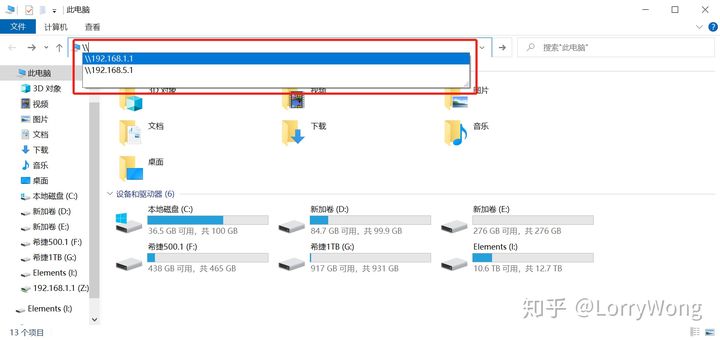 此电脑
文件
计算机
查看
\\
搜索"此电脑"
\\192.168.1.1
\\192.168.5.1
此电脑
3D 对象
视频
图片
文档
下载
音乐
桌面
本地磁盘 (C:)
新加卷 (D:)
新加卷 (E:)
希捷500.1 (F:)
希捷1TB (G:)
Elements (I:)
192.168.1.1 (Z:)
Elements (I:)
13 个项目
3D 对象
视频
图片
文档
下载
音乐
桌面
设备和驱动器 (6)
本地磁盘 (C:)
36.5 GB 可用，共 100 GB
新加卷 (D:)
84.7 GB 可用，共 99.9 GB
新加卷 (E:)
276 GB 可用，共 276 GB
希捷500.1 (F:)
438 GB 可用，共 465 GB
希捷1TB (G:)
917 GB 可用，共 931 GB
Elements (I:)
10.6 TB 可用，共 12.7 TB
知乎 @LorryWong